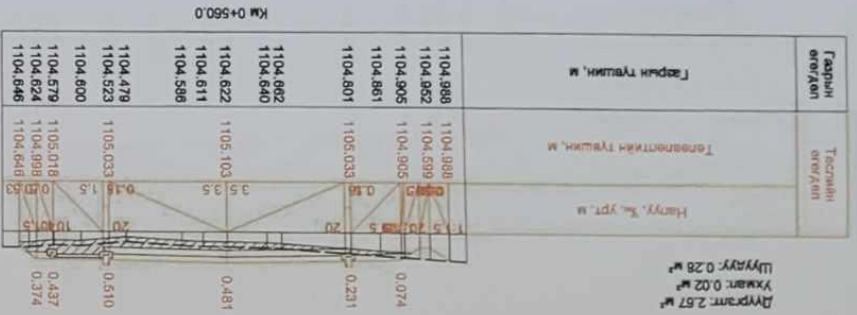 Дүүргэлт: 2.67 м²
Ухмал: 0.02 м²
Шуудуу: 0.28 м²
0.074 0.231 0.481 0.510 0.437 0.374
Төслийн
өгөгдөл
Налуу, ‰, урт. м
20 20
0.16 3.5 3.5 0.16 1.5
Төлөвлөлтийн түвшин, м
1104.988 1104.599 1104.905 1105.033 1105.103 1105.033 1105.018 1104.998 1104.646
Газрын
өгөгдөл
Газрын түвшин, м
1104.988 1104.952 1104.905 1104.861 1104.801 1104.662 1104.640 1104.622 1104.611 1104.586 1104.479 1104.523 1104.600 1104.579 1104.624 1104.646
Км 0+560.0